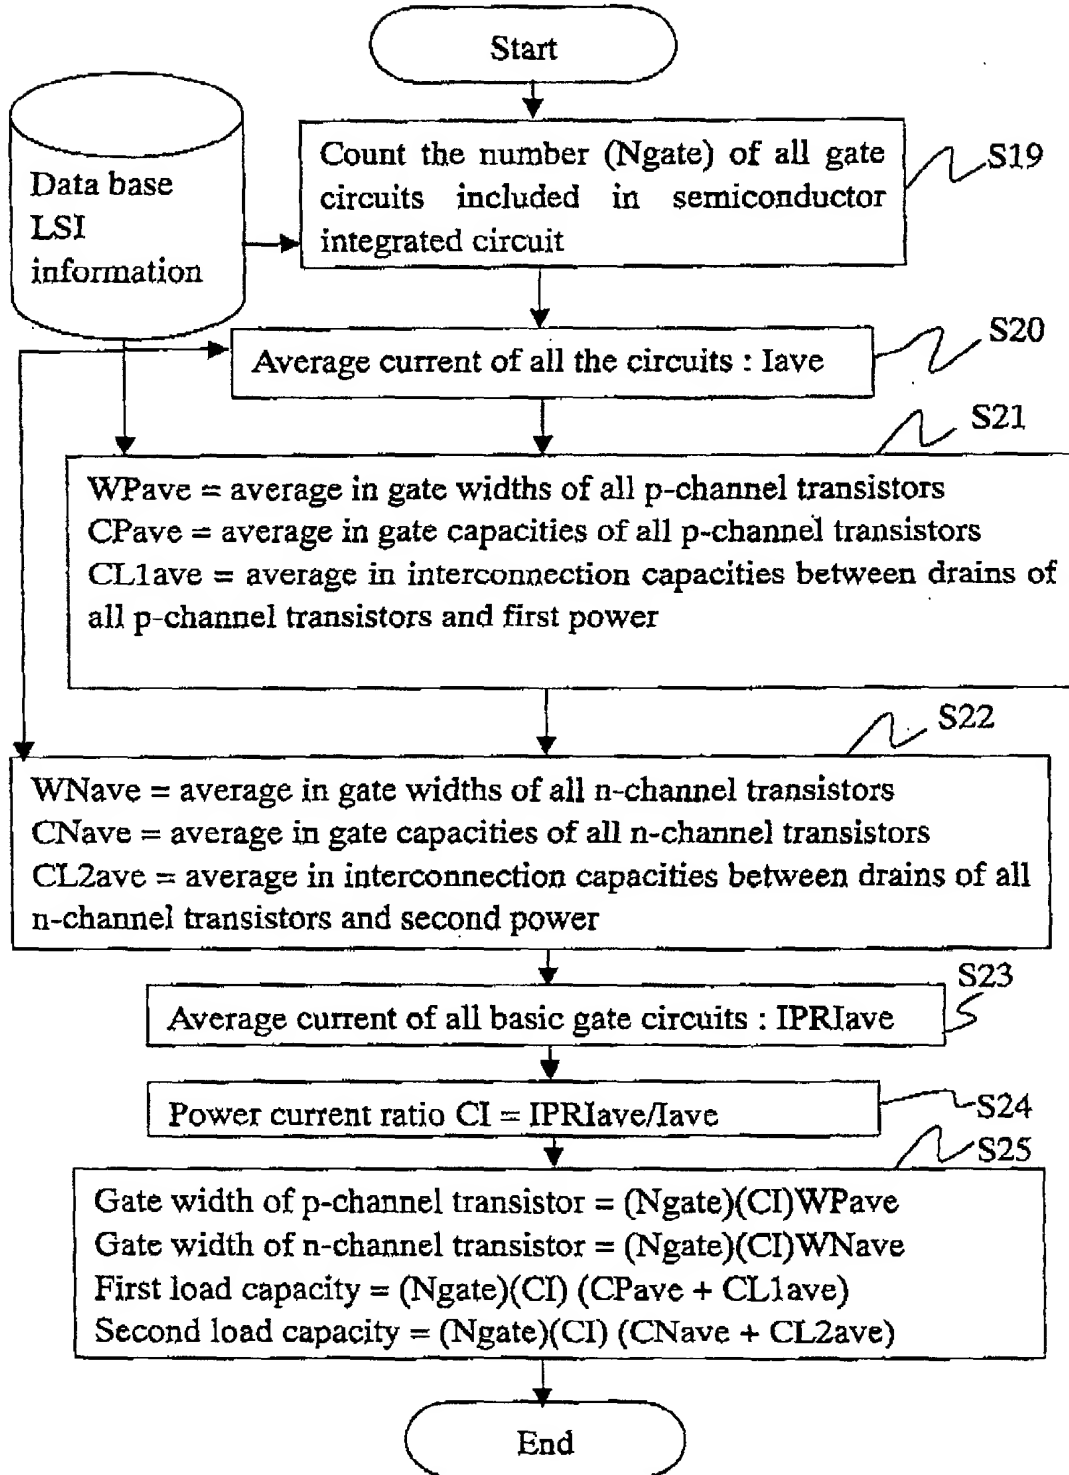 Start
Data base
LSI
information
Count the number (Ngate) of all gate
circuits included in semiconductor
integrated circuit
S19
Average current of all the circuits : Iave
S20
S21
WPave = average in gate widths of all p-channel transistors
CPave = average in gate capacities of all p-channel transistors
CL1ave = average in interconnection capacities between drains of
all p-channel transistors and first power
S22
WNave = average in gate widths of all n-channel transistors
CNave = average in gate capacities of all n-channel transistors
CL2ave = average in interconnection capacities between drains of all
n-channel transistors and second power
S23
Average current of all basic gate circuits : IPRIave
Power current ratio CI = IPRIave/Iave
S24
S25
Gate width of p-channel transistor = (Ngate)(CI)WPave
Gate width of n-channel transistor = (Ngate)(CI)WNave
First load capacity = (Ngate)(CI) (CPave + CL1ave)
Second load capacity = (Ngate)(CI) (CNave + CL2ave)
End